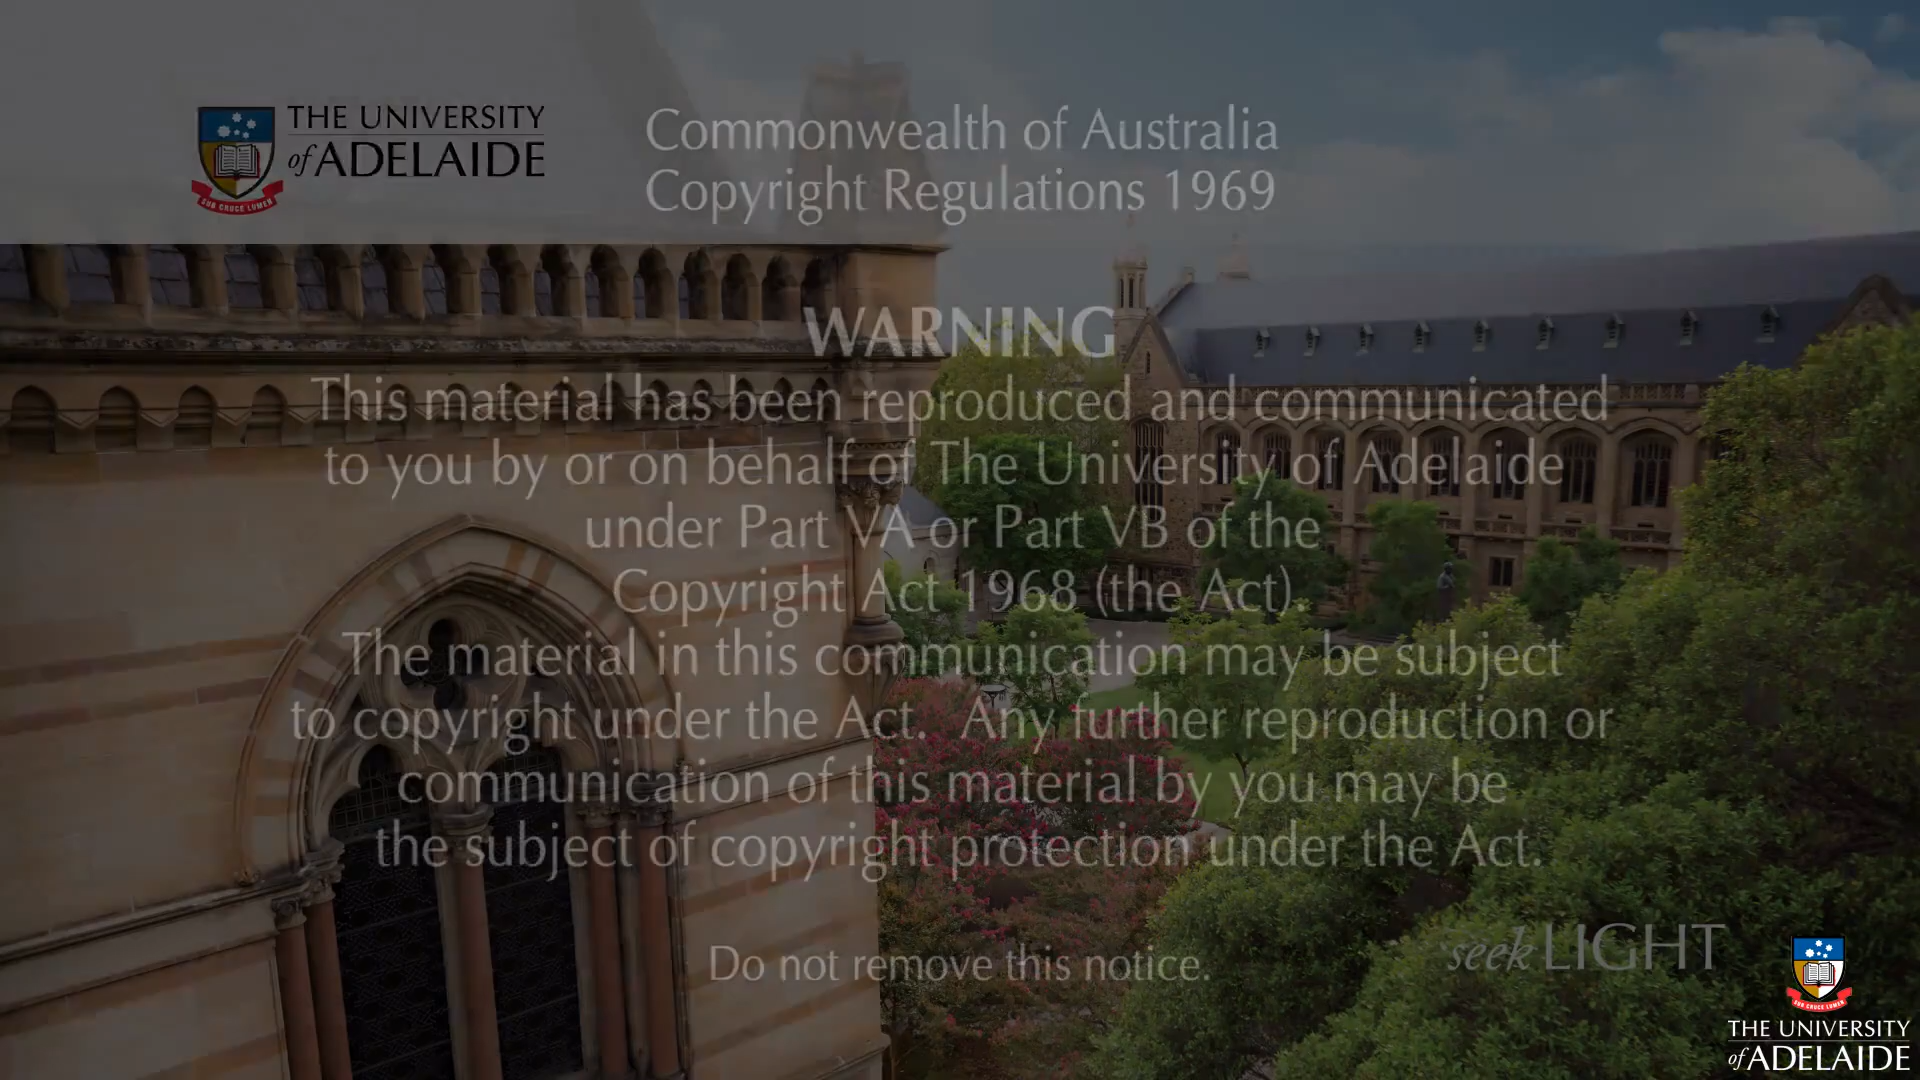 THE UNIVERSITY
of ADELAIDE
SUB CRUCE LUMEN
Commonwealth of Australia
Copyright Regulations 1969
WARNING
This material has been reproduced and communicated
to you by or on behalf of The University of Adelaide
under Part VA or Part VB of the
Copyright Act 1968 (the Act).
The material in this communication may be subject
to copyright under the Act. Any further reproduction or
communication of this material by you may be
the subject of copyright protection under the Act.
Do not remove this notice.
seek LIGHT
SUB CRUCE LUMEN
THE UNIVERSITY
of ADELAIDE